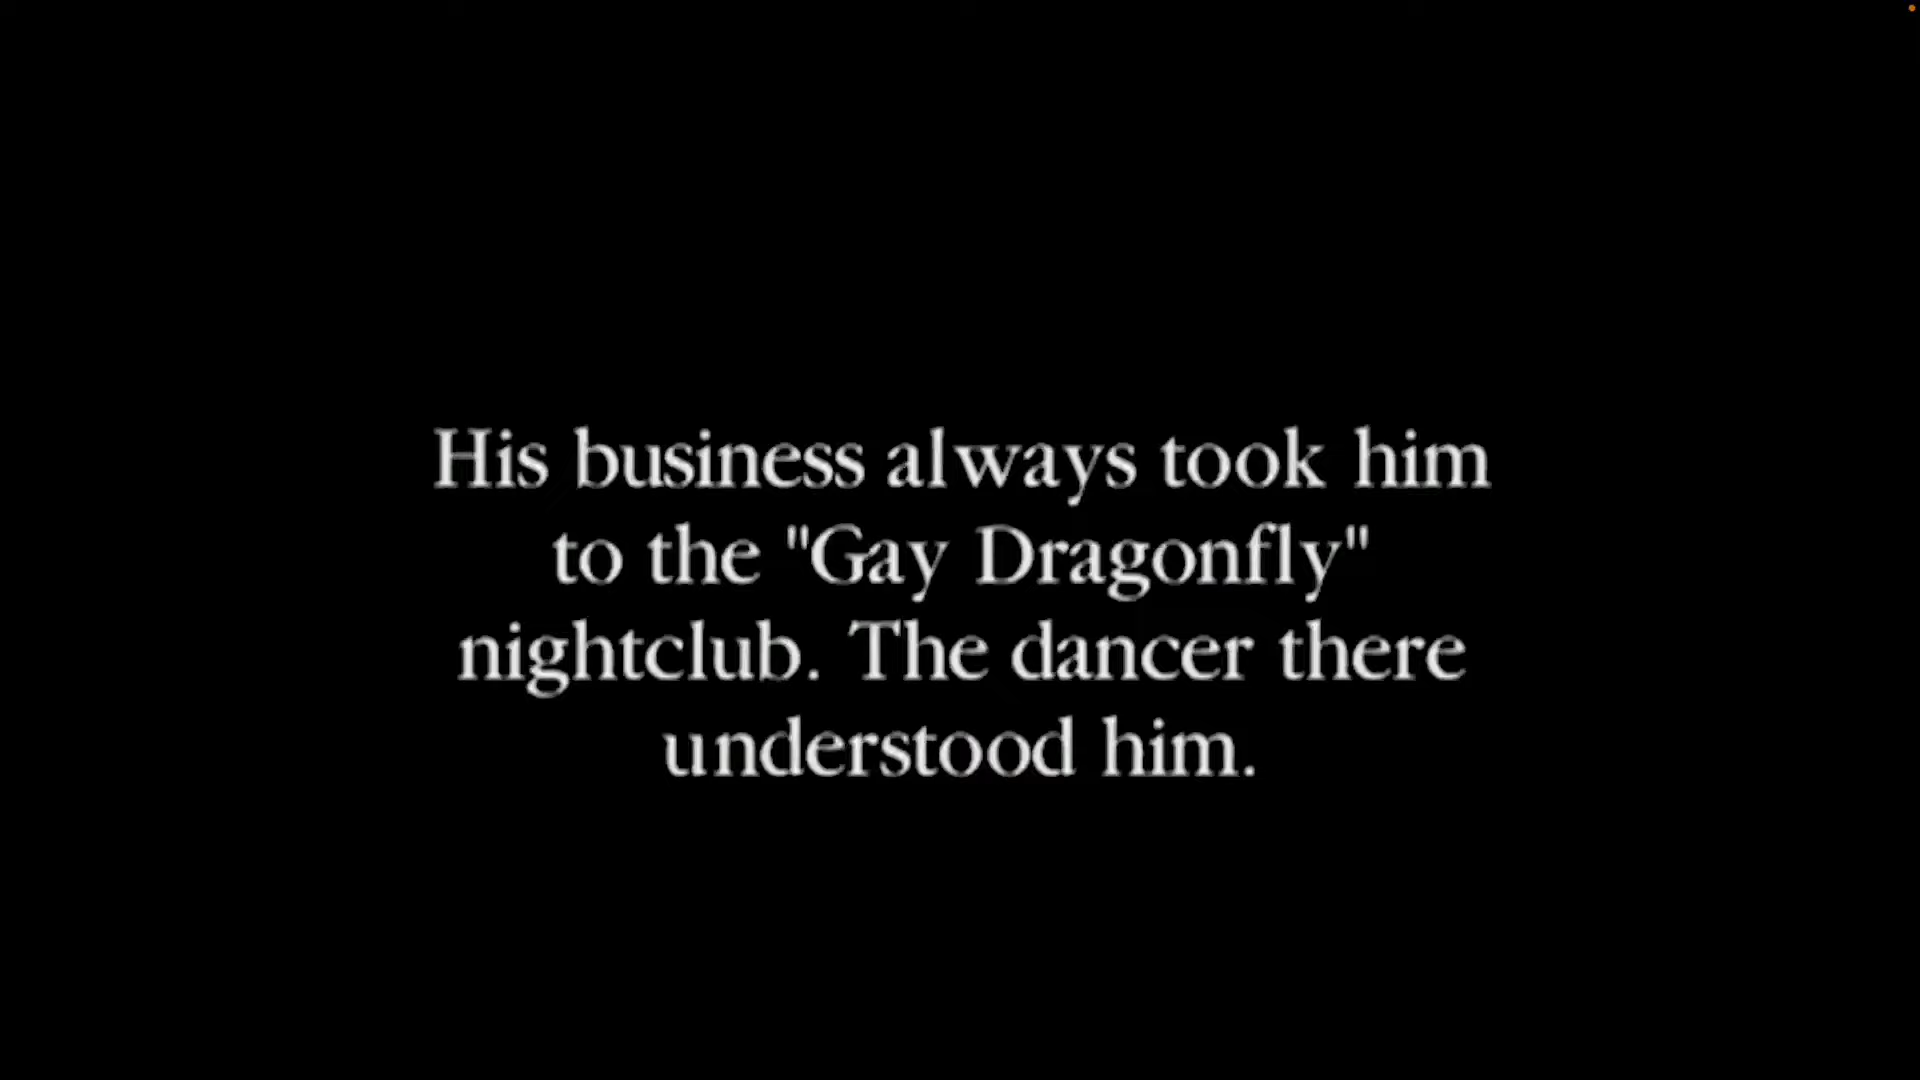 His business always took him
to the "Gay Dragonfly"
nightclub. The dancer there
understood him.